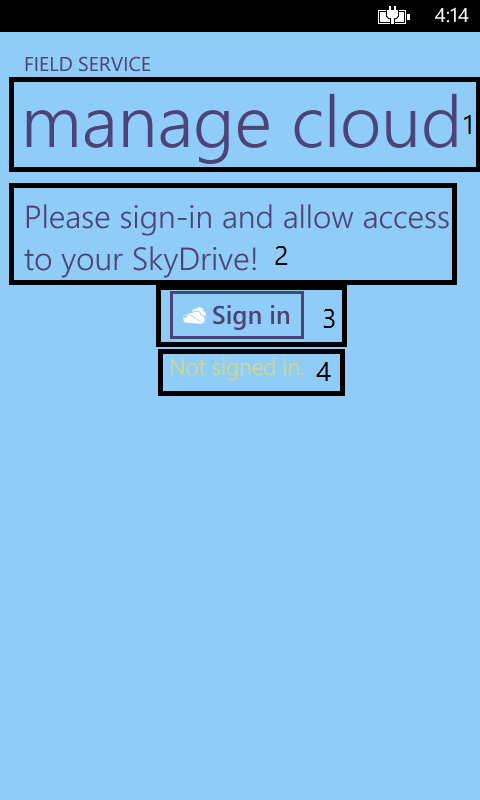 4:14
FIELD SERVICE
manage cloud 1
Please sign-in and allow access
to your SkyDrive! 2
Sign in 3
Not signed in. 4